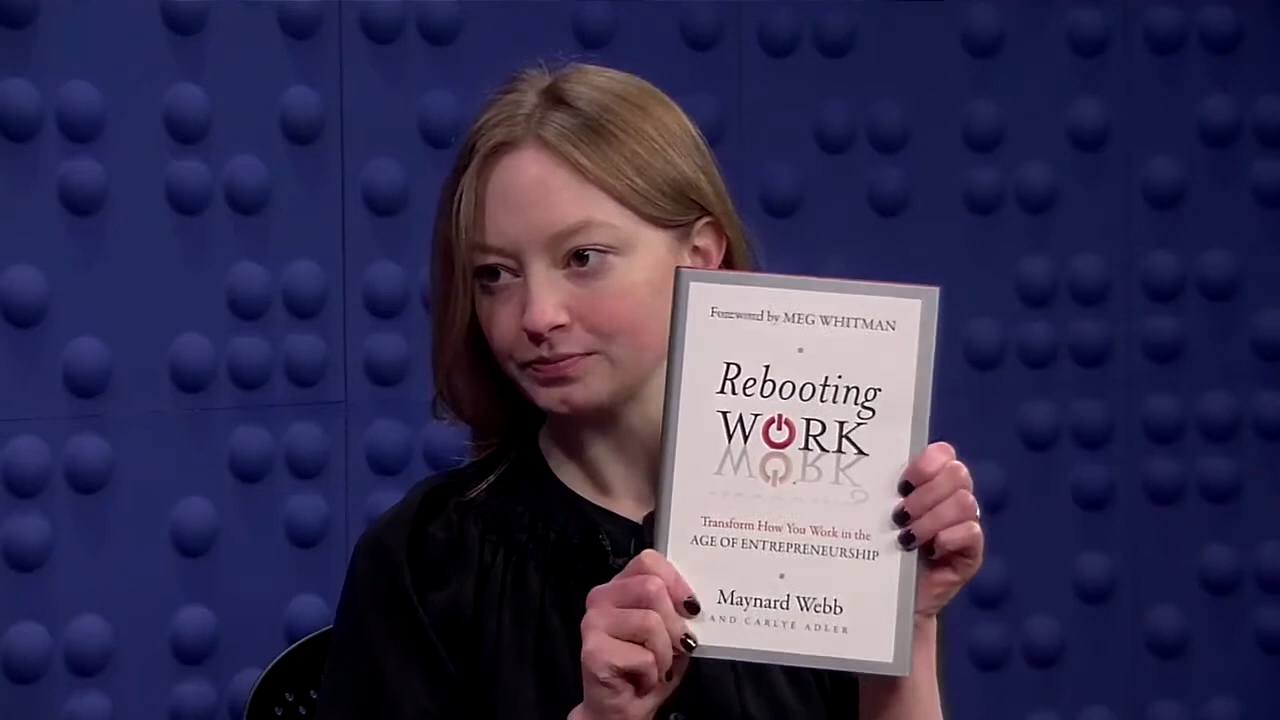 Foreword by MEG WHITMAN
Rebooting
WORK
Transform How You Work in the
AGE OF ENTREPRENEURSHIP
Maynard Webb
AND CARLYE ADLER